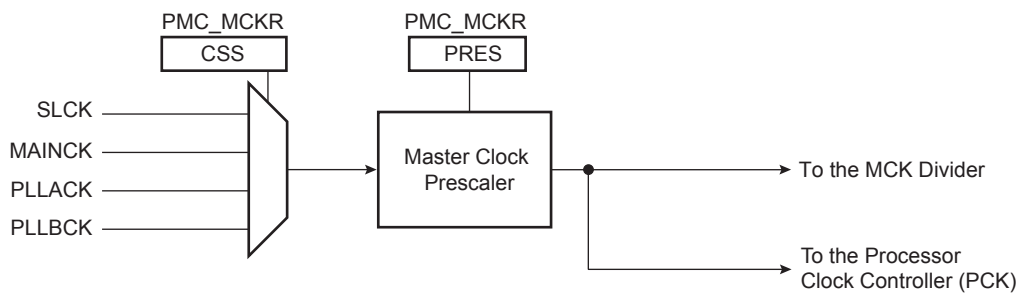 PMC_MCKR
CSS
PMC_MCKR
PRES
SLCK
MAINCK
PLLACK
PLLBCK
Master Clock
Prescaler
To the MCK Divider
To the Processor
Clock Controller (PCK)